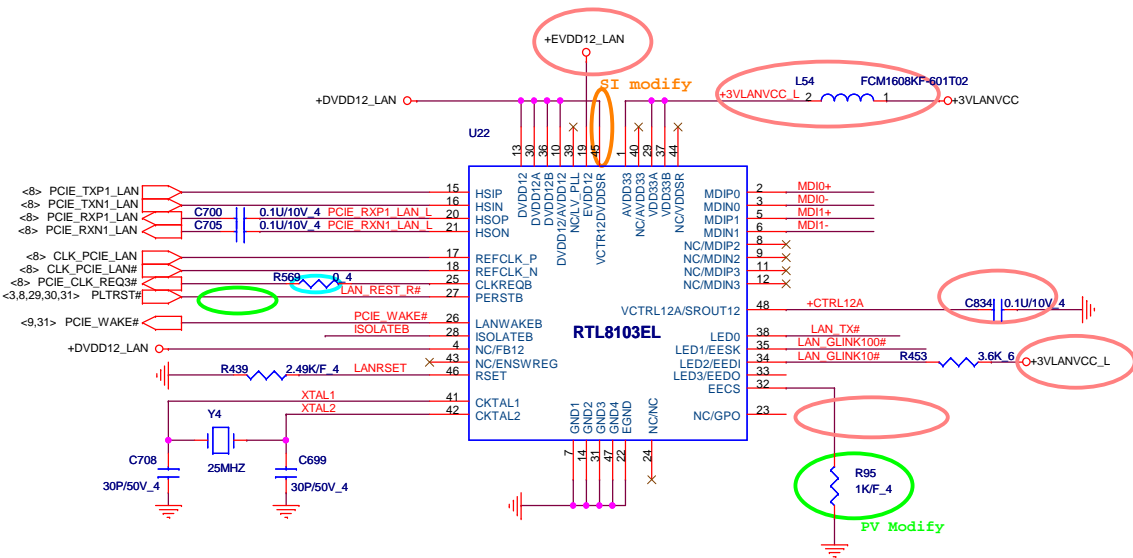 +EVDD12_LAN
SI modify
L54 FCM1608KF-601T02
+DVDD12_LAN
+3VLANVCC_L 2 1 +3VLANVCC
U22
13 30 36 10 39 19 45 1 40 29 37 44
DVDD12
DVDD12A
DVDD12B
DVDD12/AVDD12
NC/LV_PLL
EVDD12
VCTR12DVDDSR
AVDD33
NC/AVDD33
VDD33A
VDD33B
NC/VDDSR
<8> PCIE_TXP1_LAN 15 HSIP
<8> PCIE_TXN1_LAN 16 HSIN
<8> PCIE_RXP1_LAN C700 0.1U/10V_4 PCIE_RXP1_LAN_L 20 HSOP
<8> PCIE_RXN1_LAN C705 0.1U/10V_4 PCIE_RXN1_LAN_L 21 HSON
<8> CLK_PCIE_LAN 17 REFCLK_P
<8> CLK_PCIE_LAN# 18 REFCLK_N
<8> PCIE_CLK_REQ3# R569 0_4 25 CLKREQB
<3,8,29,30,31> PLTRST# LAN_REST_R# 27 PERSTB
<9,31> PCIE_WAKE# PCIE_WAKE# 26 LANWAKEB
ISOLATEB 28 ISOLATEB
+DVDD12_LAN 4 NC/FB12
43 NC/ENSWREG
R439 2.49K/F_4 LANRSET 46 RSET
XTAL1 41 CKTAL1
XTAL2 42 CKTAL2
RTL8103EL
MDIP0 2 MDI0+
MDIN0 3 MDI0-
MDIP1 5 MDI1+
MDIN1 6 MDI1-
NC/MDIP2 8
NC/MDIN2 9
NC/MDIP3 11
NC/MDIN3 12
VCTRL12A/SROUT12 48 +CTRL12A C834 0.1U/10V_4
LED0 38 LAN_TX#
LED1/EESK 35 LAN_GLINK100#
LED2/EEDI 34 LAN_GLINK10# R453 3.6K_6 +3VLANVCC_L
LED3/EEDO 33
EECS 32
NC/GPO 23
GND1
GND2
GND3
GND4
EGND
NC/NC
7 14 31 47 22 24
Y4
25MHZ
C708
30P/50V_4
C699
30P/50V_4
R95
1K/F_4
PV Modify